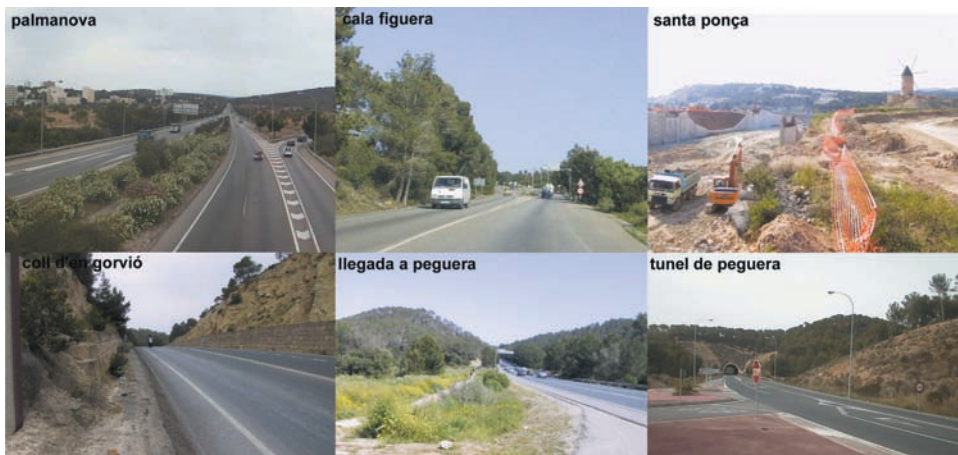 palmanova
cala figuera
santa ponça
coll d'en gorvió
llegada a peguera
tunel de peguera